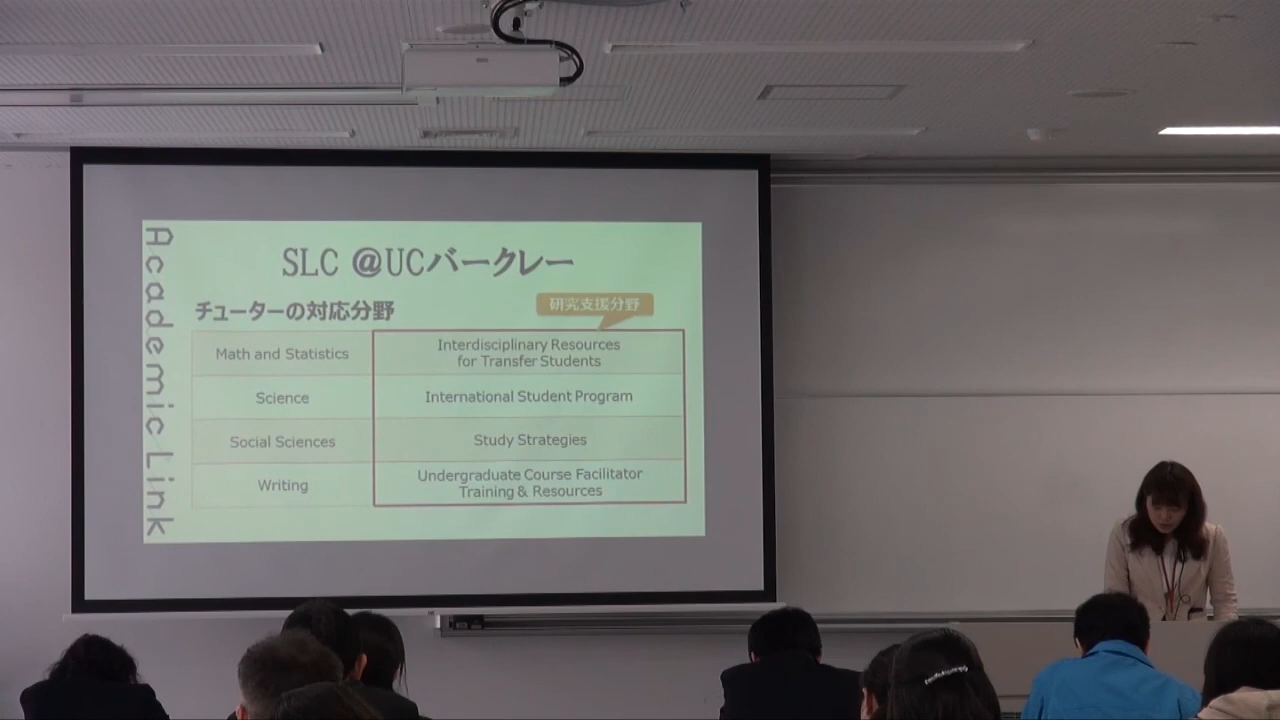 Academic Link
SLC @UCバークレー
チューターの対応分野
研究支援分野
Math and Statistics
Interdisciplinary Resources
for Transfer Students
Science
International Student Program
Social Sciences
Study Strategies
Writing
Undergraduate Course Facilitator
Training & Resources